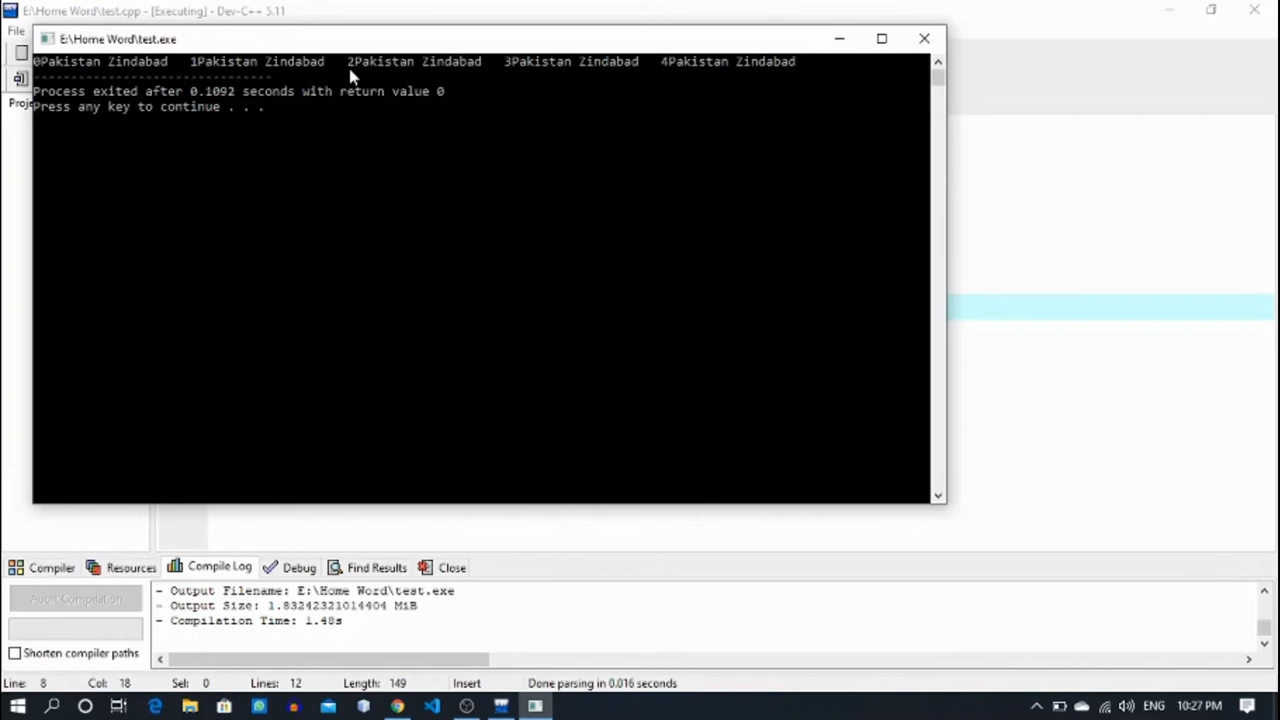 E:\Home Word\test.cpp - [Executing] - Dev-C++ 5.11
File
E:\Home Word\test.exe
0Pakistan Zindabad   1Pakistan Zindabad   2Pakistan Zindabad   3Pakistan Zindabad   4Pakistan Zindabad
--------------------------------
Process exited after 0.1092 seconds with return value 0
Press any key to continue . . .
Compiler Resources Compile Log Debug Find Results Close
Abort Compilation
- Output Filename: E:\Home Word\test.exe
- Output Size: 1.83242321014404 MiB
- Compilation Time: 1.48s
Shorten compiler paths
Line: 8 Col: 18 Sel: 0 Lines: 12 Length: 149 Insert Done parsing in 0.016 seconds
ENG 10:27 PM